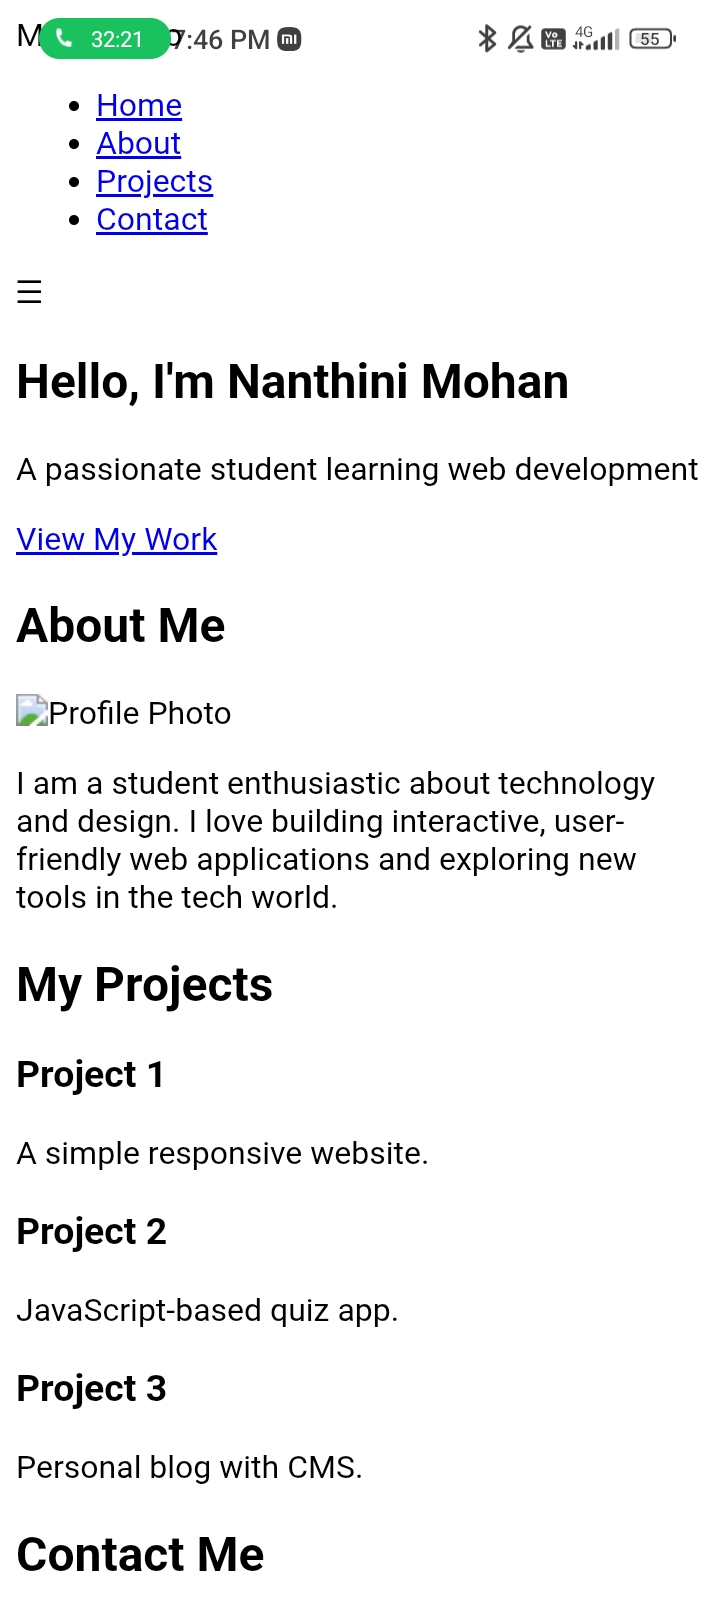 32:21 7:46 PM 4G 55
Vo
LTE
Home
About
Projects
Contact
☰
Hello, I'm Nanthini Mohan
A passionate student learning web development
View My Work
About Me
Profile Photo
I am a student enthusiastic about technology
and design. I love building interactive, user-
friendly web applications and exploring new
tools in the tech world.
My Projects
Project 1
A simple responsive website.
Project 2
JavaScript-based quiz app.
Project 3
Personal blog with CMS.
Contact Me